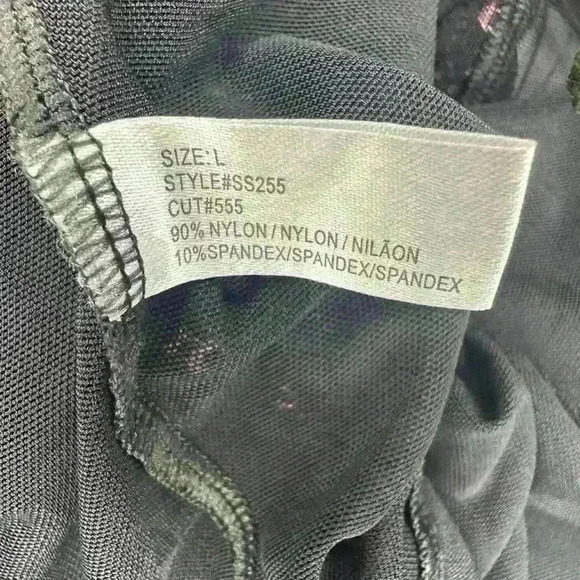 SIZE: L
STYLE#SS255
CUT#555
90% NYLON / NYLON / NILÃON
10%SPANDEX/SPANDEX/SPANDEX